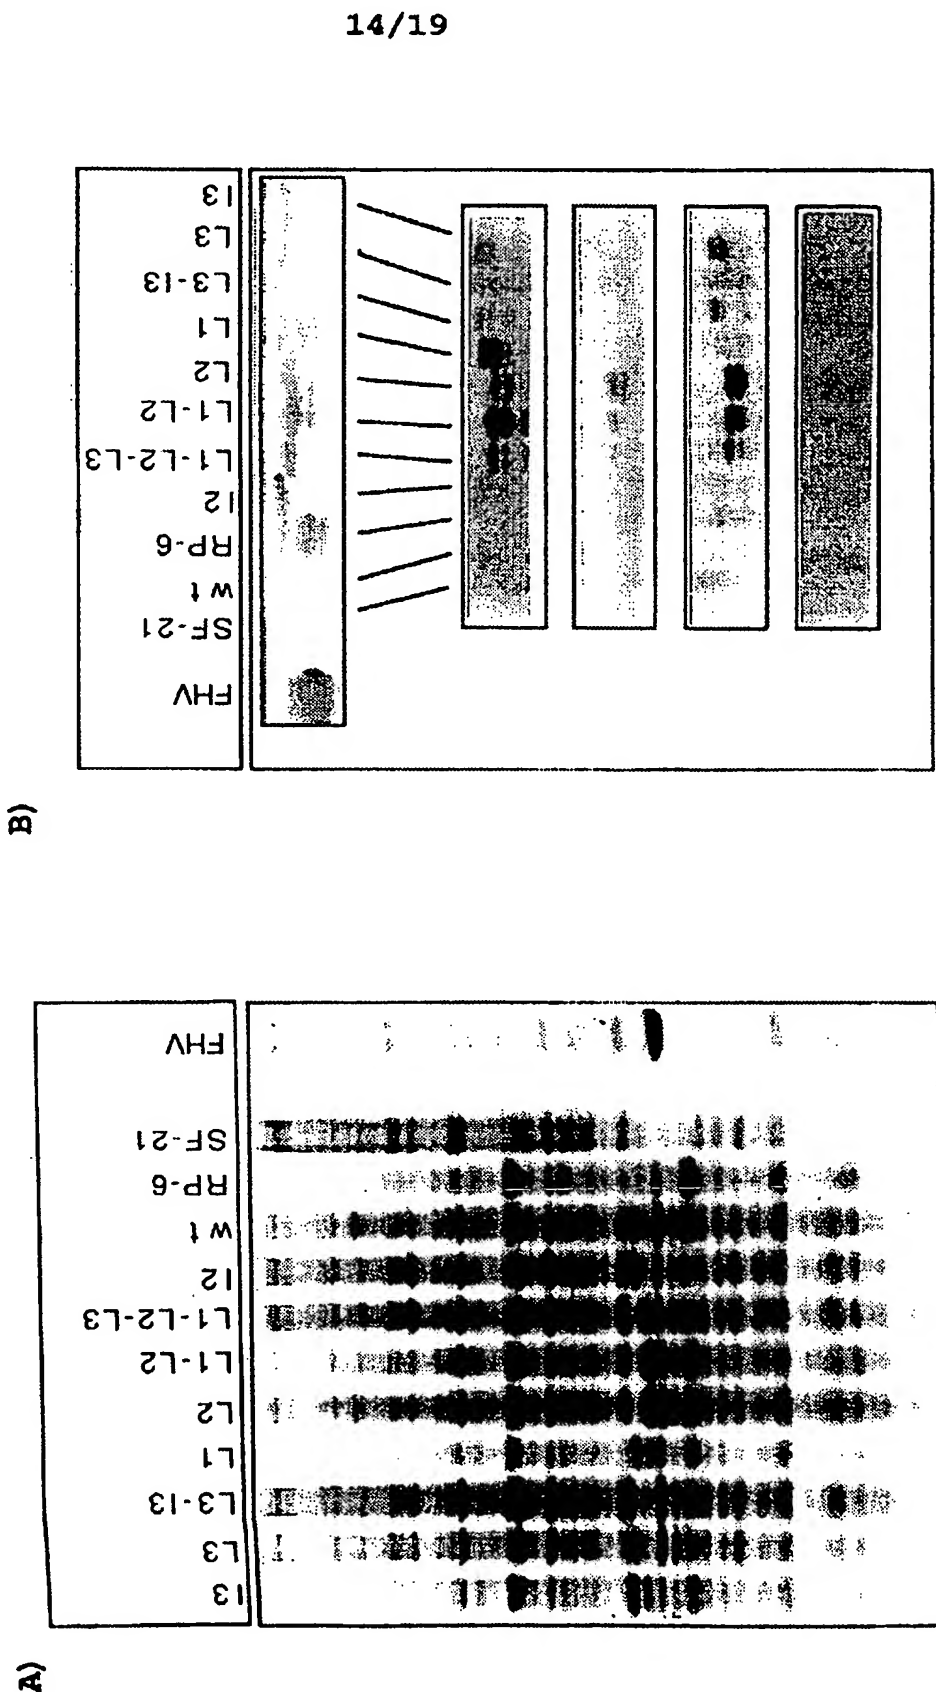 14/19
B)
I3
L3
L3-I3
L1
L2
L1-L2
L1-L2-L3
I2
RP-6
wt
SF-21
FHV
A)
FHV
SF-21
RP-6
wt
I2
L1-L2-L3
L1-L2
L2
L1
L3-I3
L3
I3